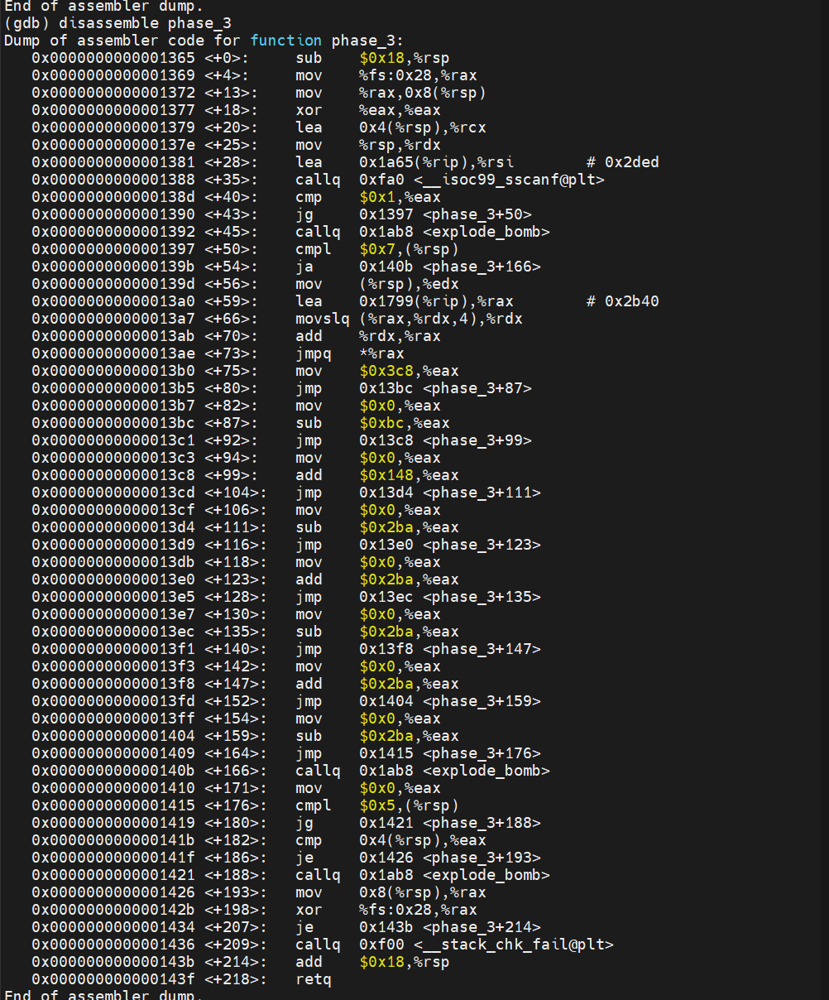 End of assembler dump.
(gdb) disassemble phase_3
Dump of assembler code for function phase_3:
0x0000000000001365 <+0>: sub $0x18,%rsp
0x0000000000001369 <+4>: mov %fs:0x28,%rax
0x0000000000001372 <+13>: mov %rax,0x8(%rsp)
0x0000000000001377 <+18>: xor %eax,%eax
0x0000000000001379 <+20>: lea 0x4(%rsp),%rcx
0x000000000000137e <+25>: mov %rsp,%rdx
0x0000000000001381 <+28>: lea 0x1a65(%rip),%rsi # 0x2ded
0x0000000000001388 <+35>: callq 0xfa0 <__isoc99_sscanf@plt>
0x000000000000138d <+40>: cmp $0x1,%eax
0x0000000000001390 <+43>: jg 0x1397 <phase_3+50>
0x0000000000001392 <+45>: callq 0x1ab8 <explode_bomb>
0x0000000000001397 <+50>: cmpl $0x7,(%rsp)
0x000000000000139b <+54>: ja 0x140b <phase_3+166>
0x000000000000139d <+56>: mov (%rsp),%edx
0x00000000000013a0 <+59>: lea 0x1799(%rip),%rax # 0x2b40
0x00000000000013a7 <+66>: movslq (%rax,%rdx,4),%rdx
0x00000000000013ab <+70>: add %rdx,%rax
0x00000000000013ae <+73>: jmpq *%rax
0x00000000000013b0 <+75>: mov $0x3c8,%eax
0x00000000000013b5 <+80>: jmp 0x13bc <phase_3+87>
0x00000000000013b7 <+82>: mov $0x0,%eax
0x00000000000013bc <+87>: sub $0xbc,%eax
0x00000000000013c1 <+92>: jmp 0x13c8 <phase_3+99>
0x00000000000013c3 <+94>: mov $0x0,%eax
0x00000000000013c8 <+99>: add $0x148,%eax
0x00000000000013cd <+104>: jmp 0x13d4 <phase_3+111>
0x00000000000013cf <+106>: mov $0x0,%eax
0x00000000000013d4 <+111>: sub $0x2ba,%eax
0x00000000000013d9 <+116>: jmp 0x13e0 <phase_3+123>
0x00000000000013db <+118>: mov $0x0,%eax
0x00000000000013e0 <+123>: add $0x2ba,%eax
0x00000000000013e5 <+128>: jmp 0x13ec <phase_3+135>
0x00000000000013e7 <+130>: mov $0x0,%eax
0x00000000000013ec <+135>: sub $0x2ba,%eax
0x00000000000013f1 <+140>: jmp 0x13f8 <phase_3+147>
0x00000000000013f3 <+142>: mov $0x0,%eax
0x00000000000013f8 <+147>: add $0x2ba,%eax
0x00000000000013fd <+152>: jmp 0x1404 <phase_3+159>
0x00000000000013ff <+154>: mov $0x0,%eax
0x0000000000001404 <+159>: sub $0x2ba,%eax
0x0000000000001409 <+164>: jmp 0x1415 <phase_3+176>
0x000000000000140b <+166>: callq 0x1ab8 <explode_bomb>
0x0000000000001410 <+171>: mov $0x0,%eax
0x0000000000001415 <+176>: cmpl $0x5,(%rsp)
0x0000000000001419 <+180>: jg 0x1421 <phase_3+188>
0x000000000000141b <+182>: cmp 0x4(%rsp),%eax
0x000000000000141f <+186>: je 0x1426 <phase_3+193>
0x0000000000001421 <+188>: callq 0x1ab8 <explode_bomb>
0x0000000000001426 <+193>: mov 0x8(%rsp),%rax
0x000000000000142b <+198>: xor %fs:0x28,%rax
0x0000000000001434 <+207>: je 0x143b <phase_3+214>
0x0000000000001436 <+209>: callq 0xf00 <__stack_chk_fail@plt>
0x000000000000143b <+214>: add $0x18,%rsp
0x000000000000143f <+218>: retq
End of assembler dump.